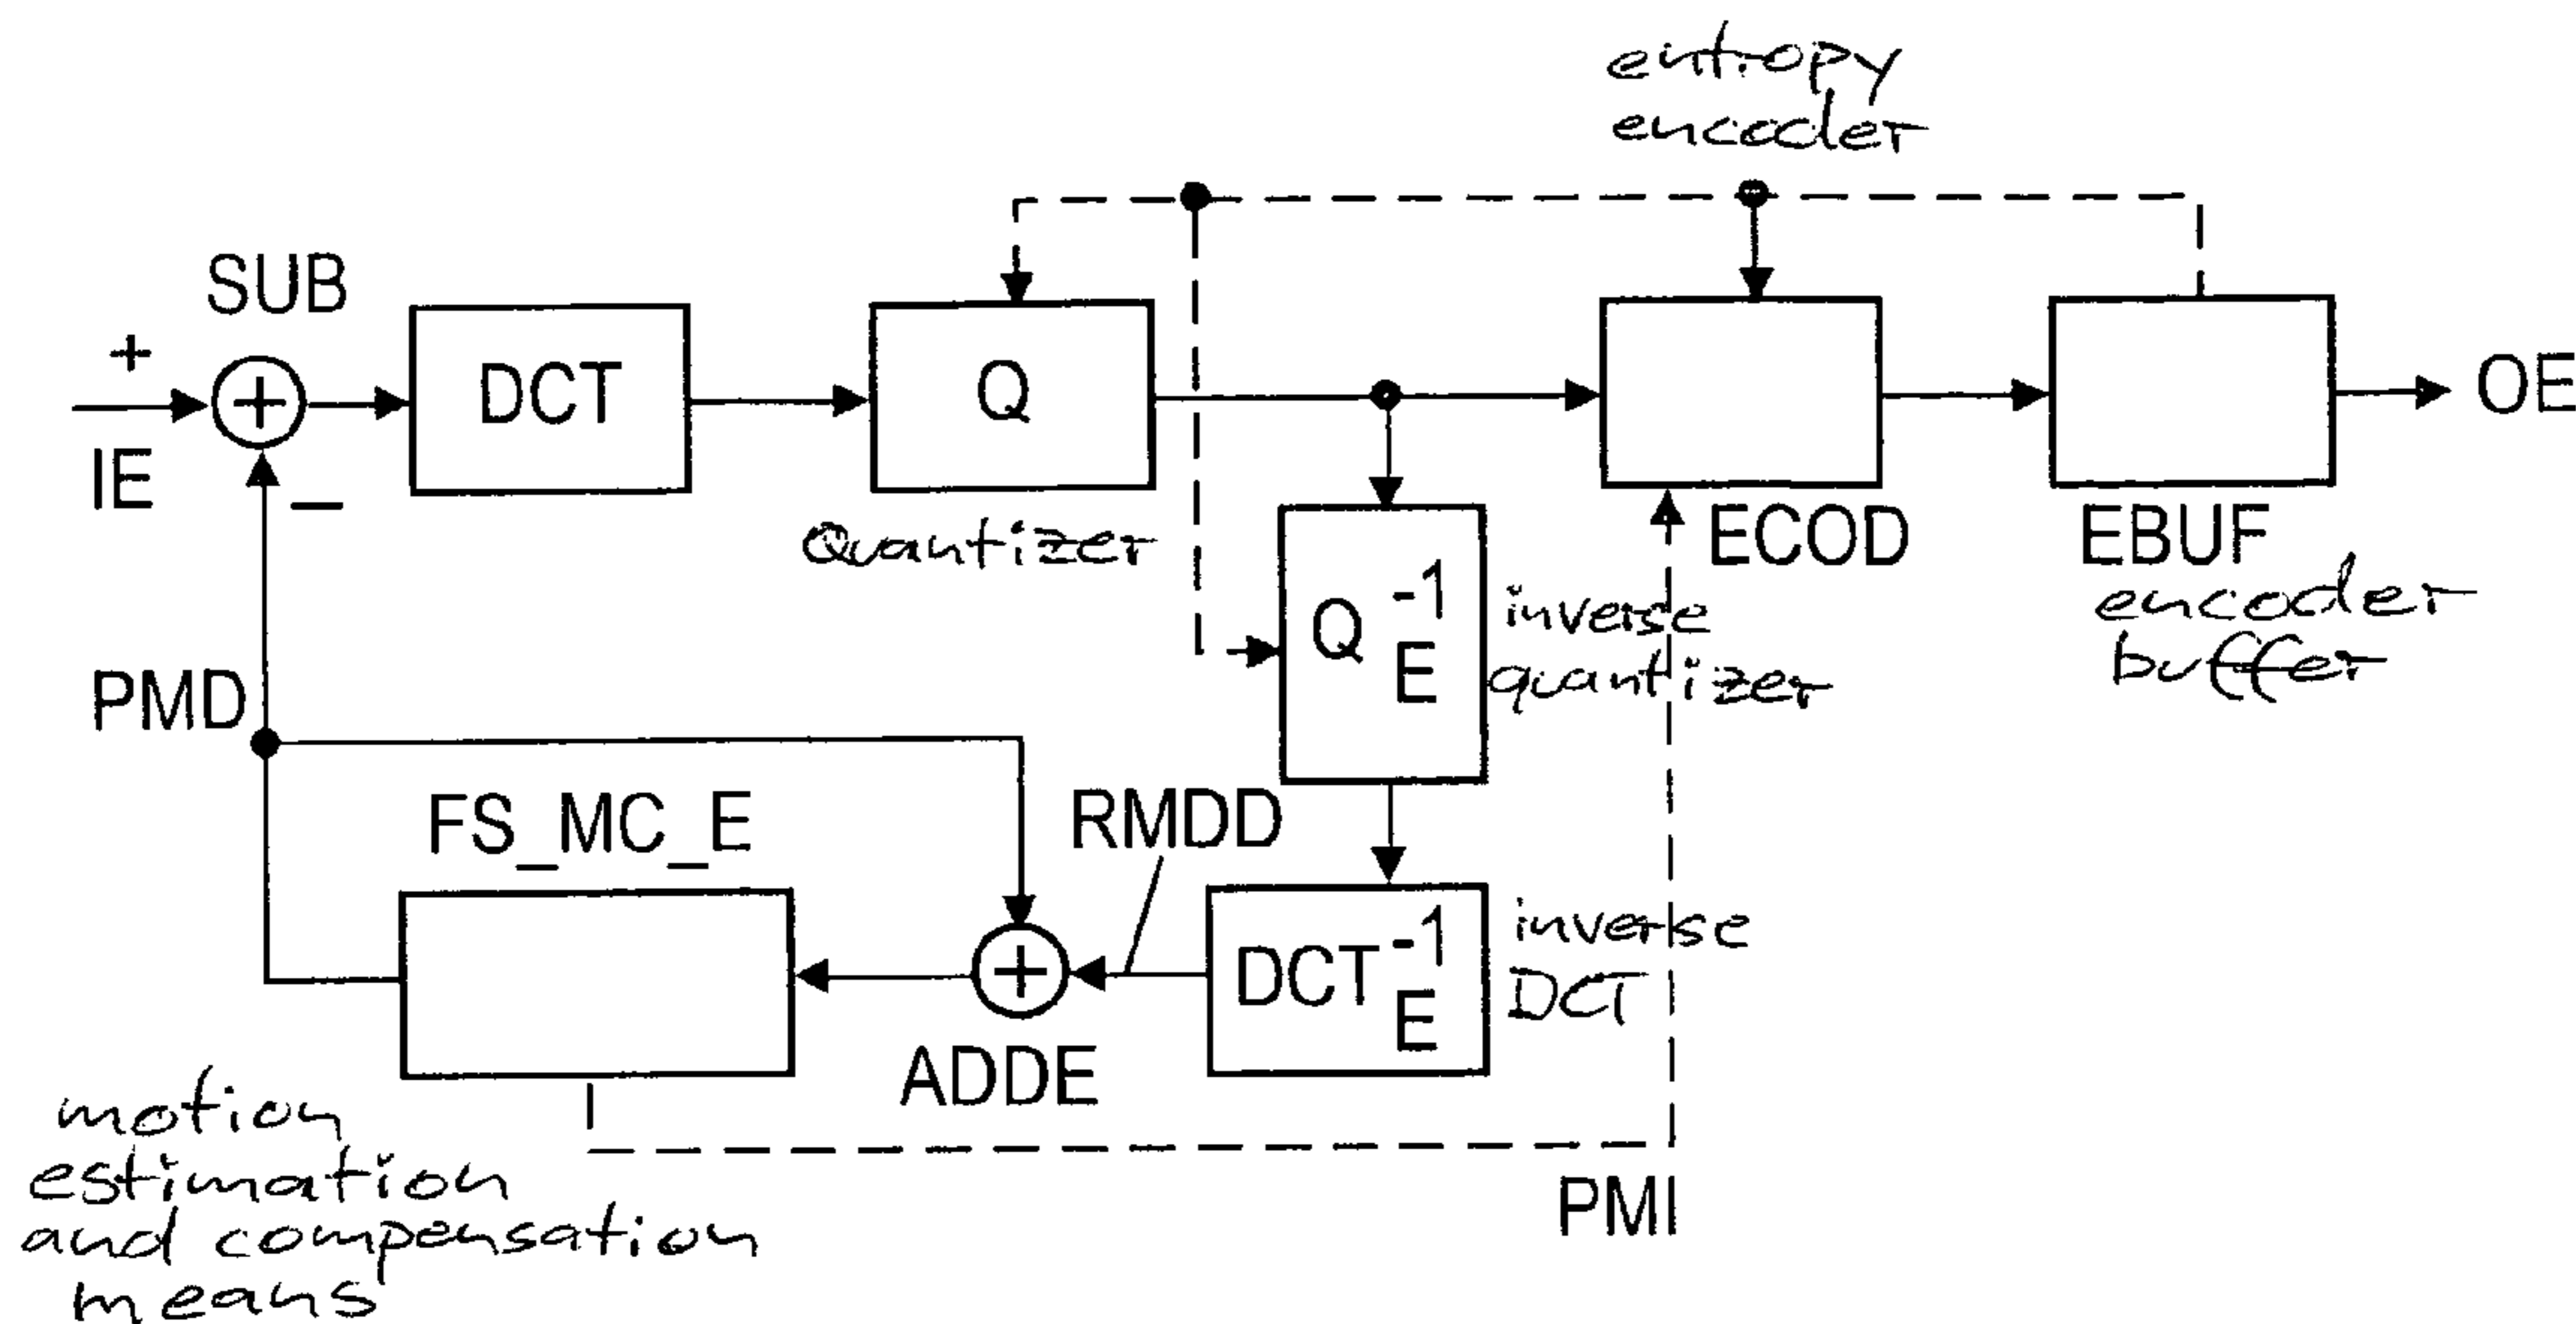 entropy
encoder
SUB
+
DCT
Q
+
OE
IE
−
Quantizer
ECOD
EBUF
Q -1 E
inverse
quantizer
encoder
buffer
PMD
FS_MC_E
RMDD
DCT -1 E
inverse
DCT
+
ADDE
motion
estimation
and compensation
means
PMI